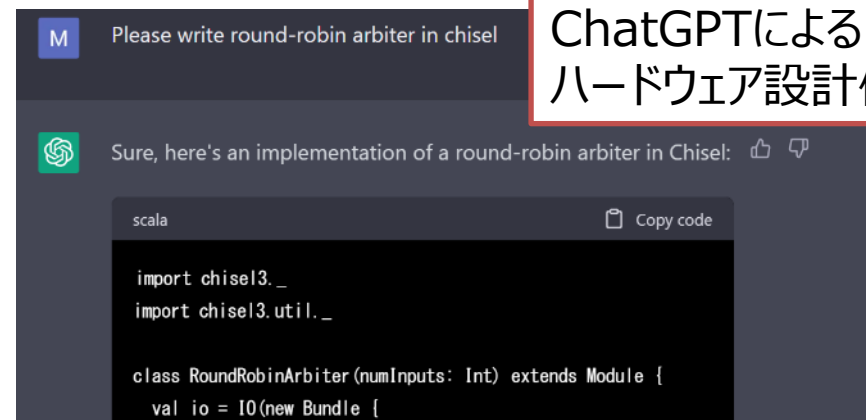 M
Please write round-robin arbiter in chisel
ChatGPTによる
ハードウェア設計
Sure, here's an implementation of a round-robin arbiter in Chisel:
scala
Copy code
import chisel3._
import chisel3.util._
class RoundRobinArbiter(numInputs: Int) extends Module {
val io = IO(new Bundle {